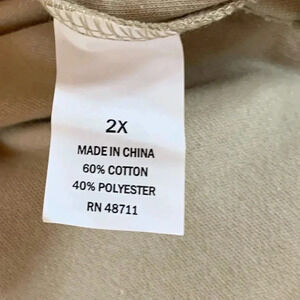 2X
MADE IN CHINA
60% COTTON
40% POLYESTER
RN 48711